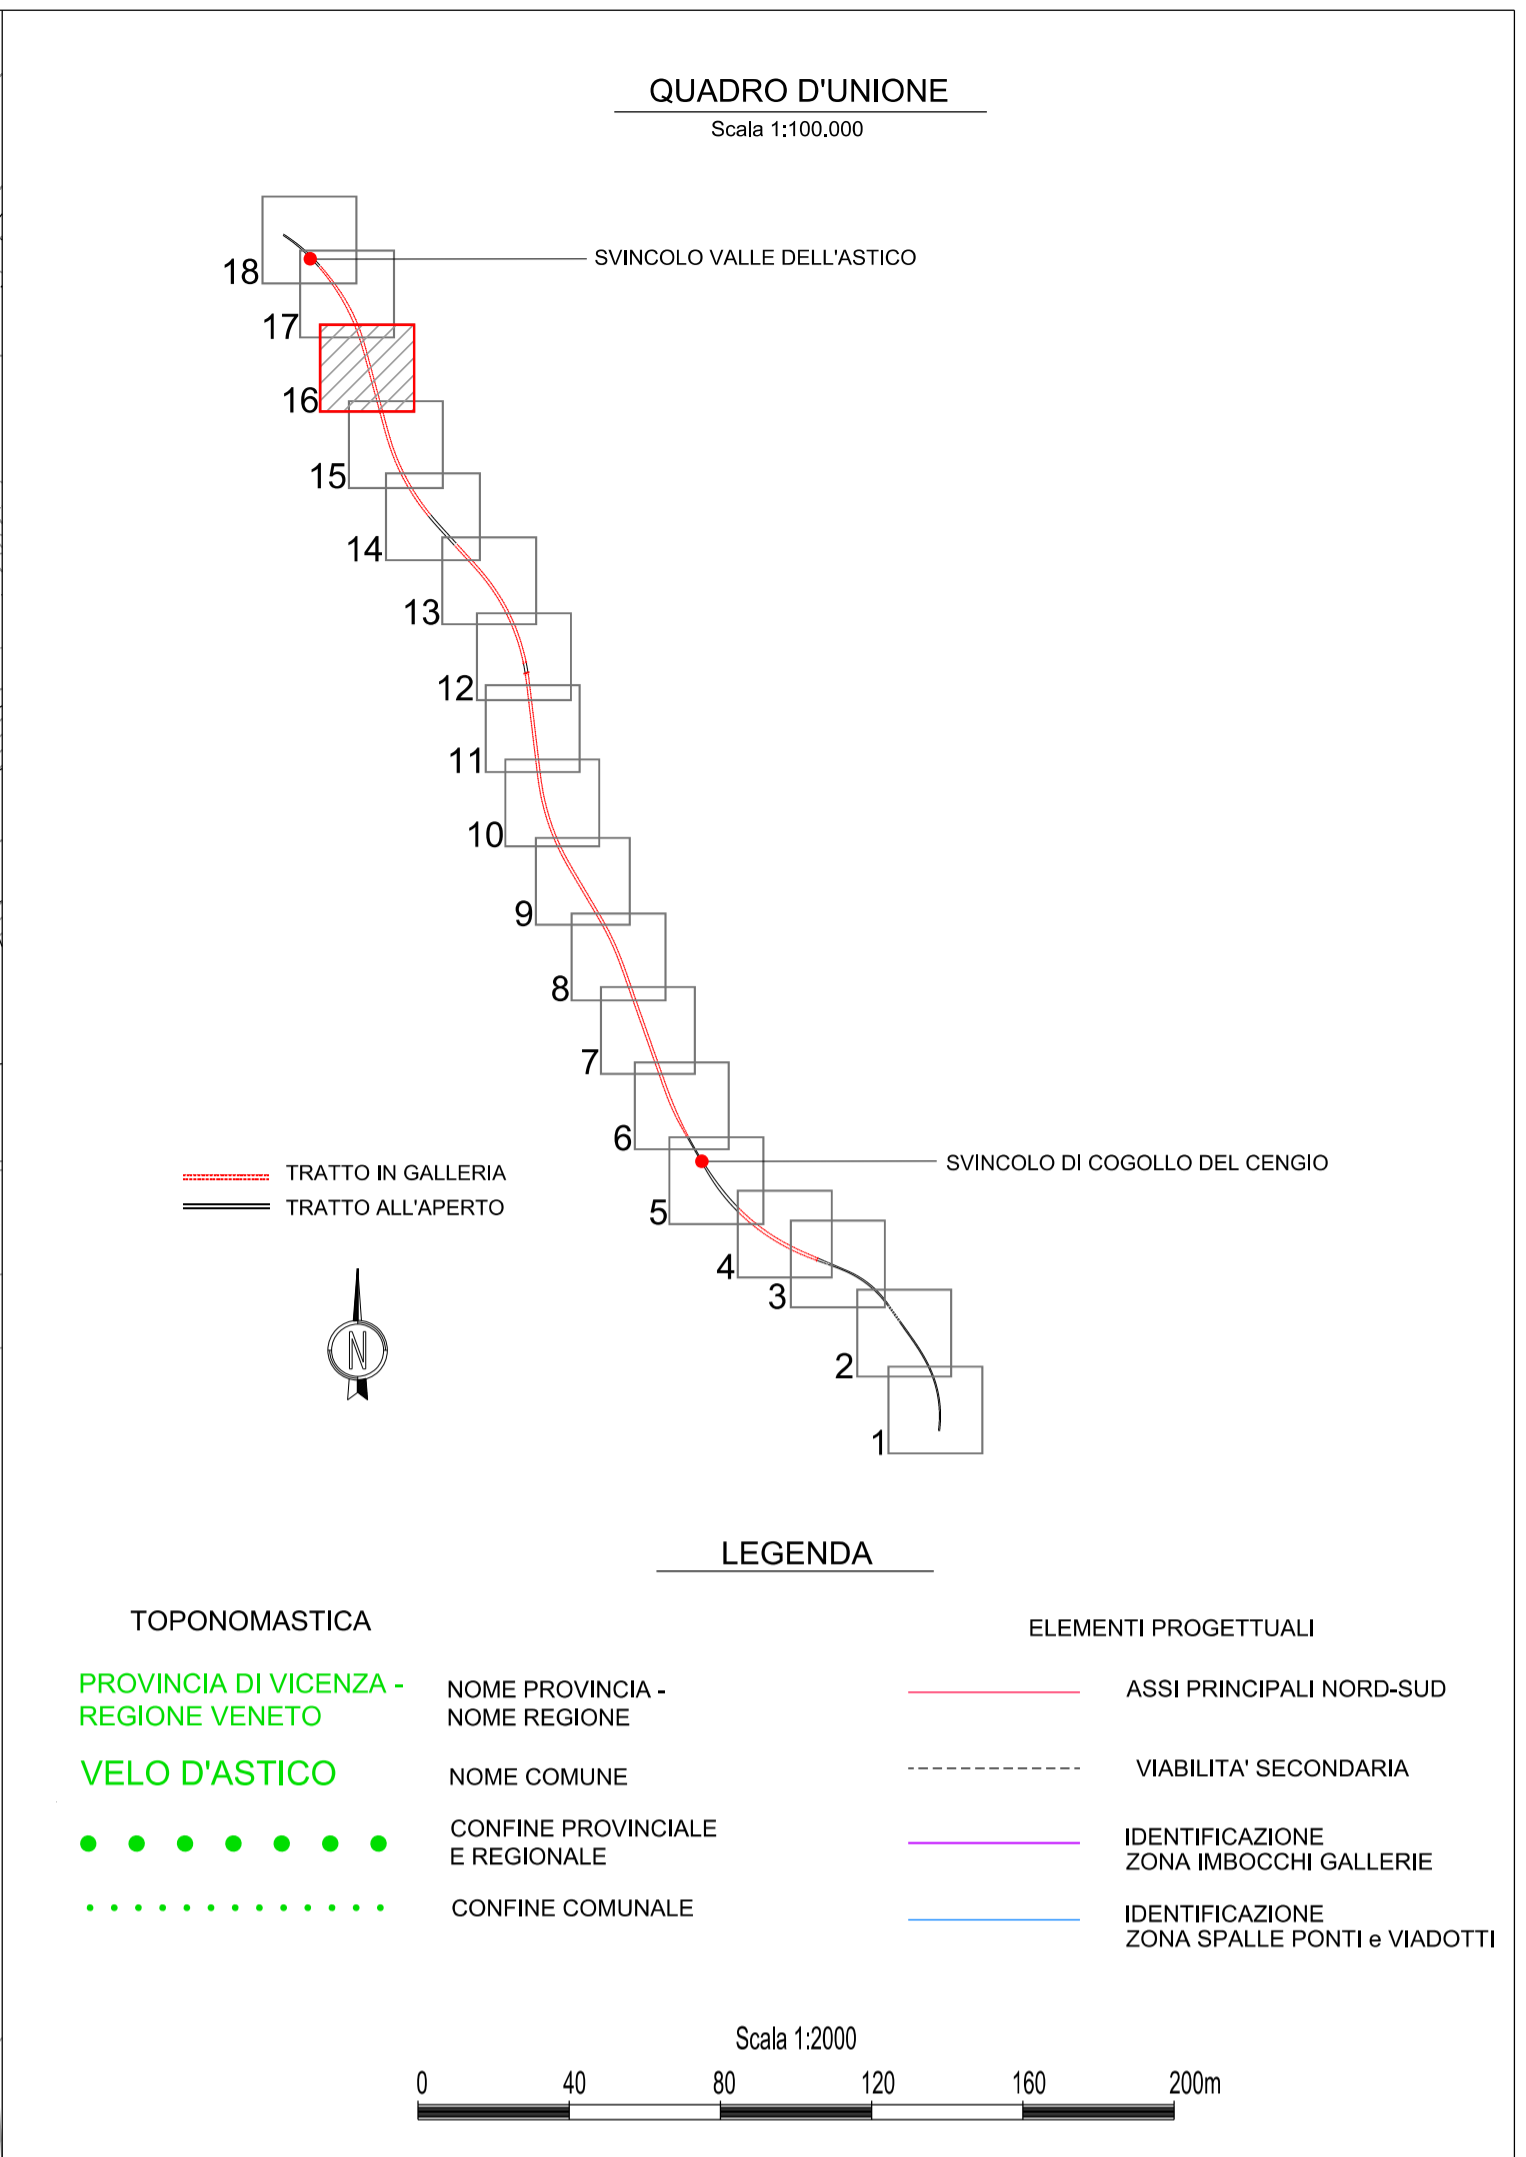 QUADRO D'UNIONE
Scala 1:100.000
SVINCOLO VALLE DELL'ASTICO
18
17
16
15
14
13
12
11
10
9
8
7
6
SVINCOLO DI COGOLLO DEL CENGIO
5
4
3
2
1
TRATTO IN GALLERIA
TRATTO ALL'APERTO
N
LEGENDA
TOPONOMASTICA
PROVINCIA DI VICENZA -
REGIONE VENETO
NOME PROVINCIA -
NOME REGIONE
VELO D'ASTICO
NOME COMUNE
CONFINE PROVINCIALE
E REGIONALE
CONFINE COMUNALE
ELEMENTI PROGETTUALI
ASSI PRINCIPALI NORD-SUD
VIABILITA' SECONDARIA
IDENTIFICAZIONE
ZONA IMBOCCHI GALLERIE
IDENTIFICAZIONE
ZONA SPALLE PONTI e VIADOTTI
Scala 1:2000
0 40 80 120 160 200m